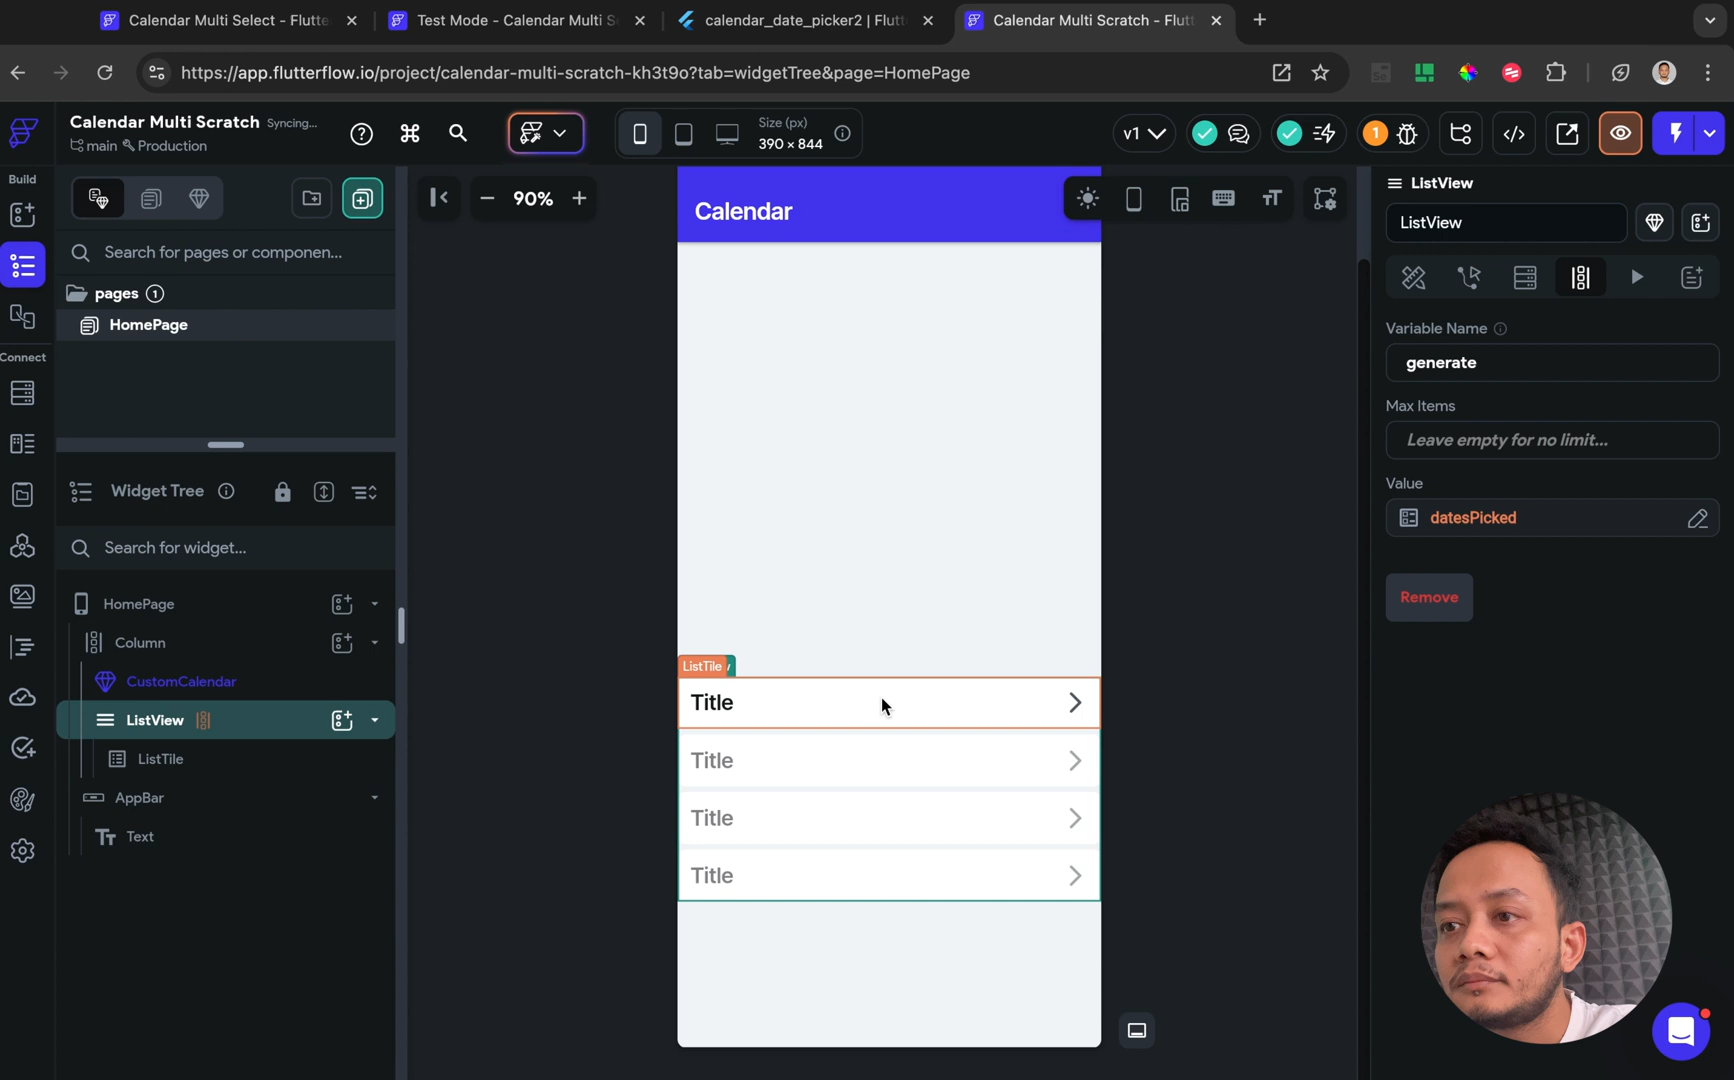 Calendar Multi Select - Flutte
Test Mode - Calendar Multi S
calendar_date_picker2 | Flutt
Calendar Multi Scratch - Flutt
https://app.flutterflow.io/project/calendar-multi-scratch-kh3t9o?tab=widgetTree&page=HomePage
Calendar Multi Scratch Syncing...
main Production
Size (px)
390 × 844
v1
1
Build
Connect
Search for pages or componen...
pages 1
HomePage
Widget Tree
Search for widget...
HomePage
Column
CustomCalendar
ListView
ListTile
AppBar
Tт Text
90%
Calendar
ListTile
Title
Title
Title
Title
ListView
ListView
Variable Name
generate
Max Items
Leave empty for no limit...
Value
datesPicked
Remove